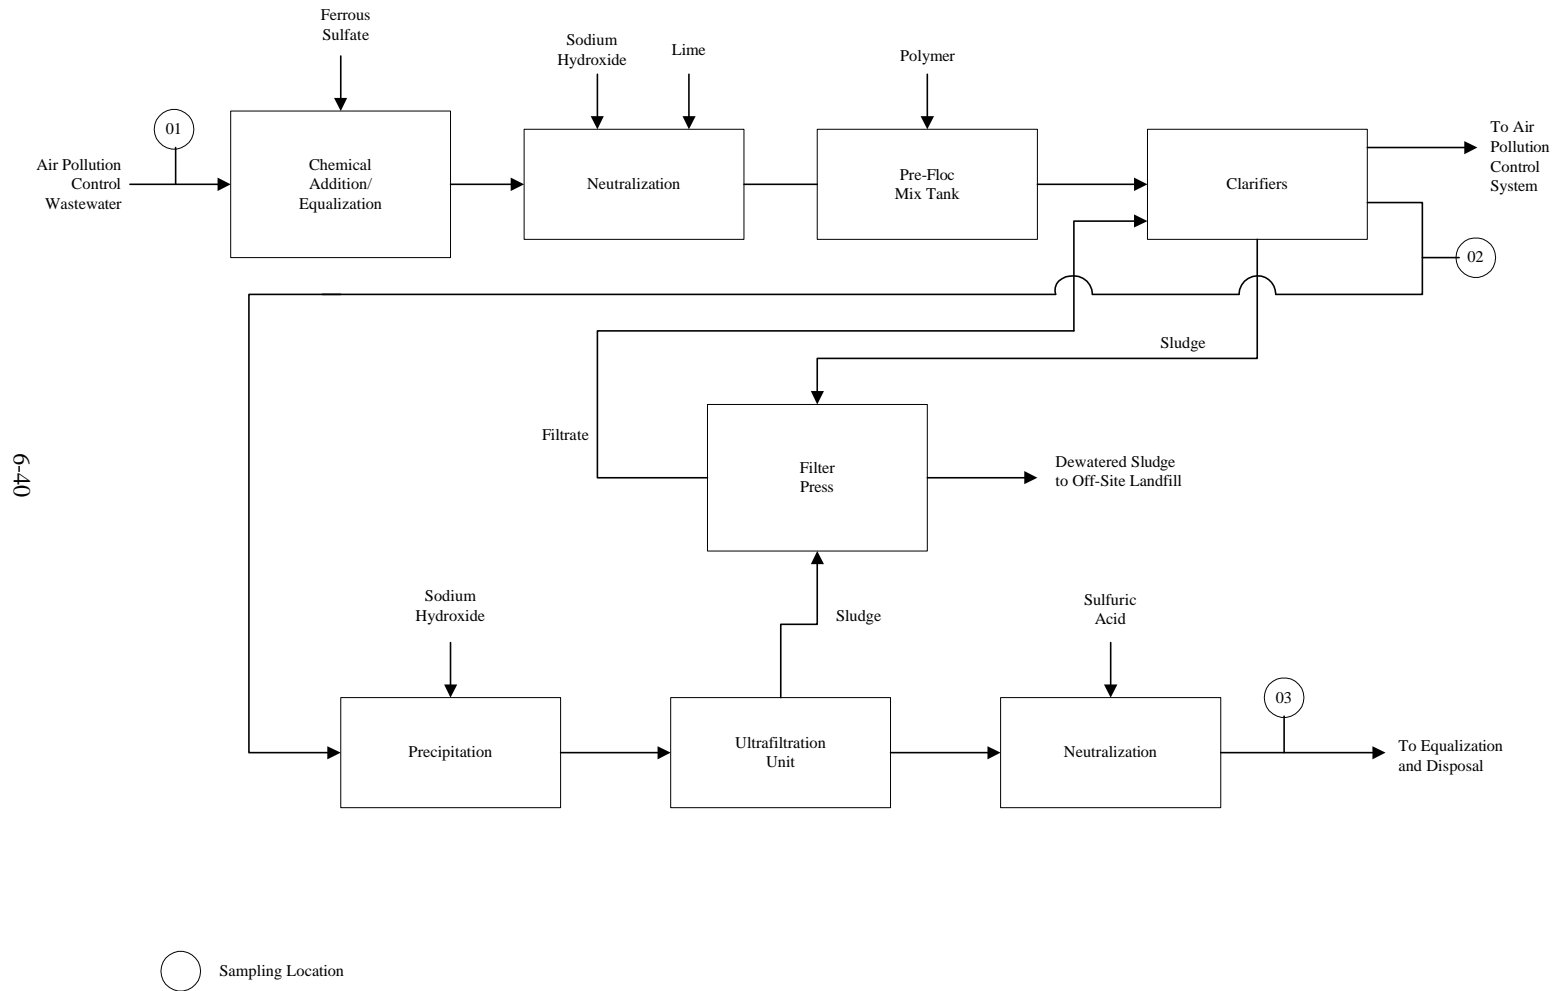 Ferrous
Sulfate
Sodium
Hydroxide
Lime
Polymer
01
Air Pollution
Control
Wastewater
Chemical
Addition/
Equalization
Neutralization
Pre-Floc
Mix Tank
Clarifiers
To Air
Pollution
Control
System
02
Sludge
Filtrate
Filter
Press
Dewatered Sludge
to Off-Site Landfill
6-40
Sodium
Hydroxide
Sludge
Sulfuric
Acid
03
Precipitation
Ultrafiltration
Unit
Neutralization
To Equalization
and Disposal
Sampling Location